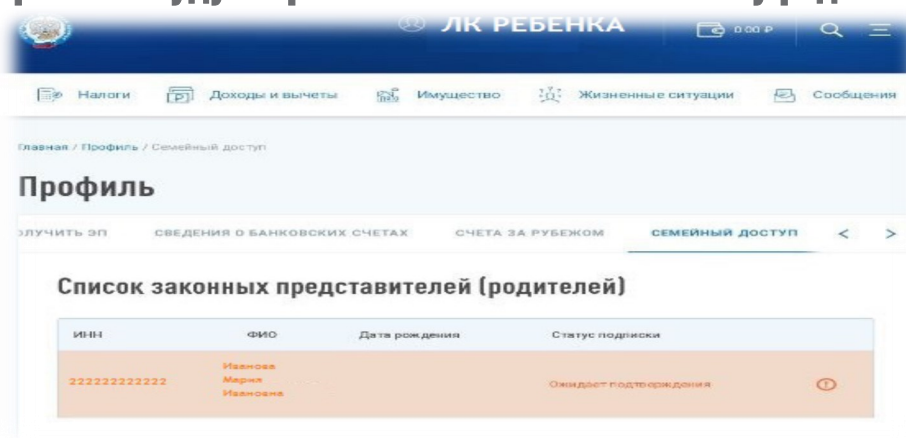 ЛК РЕБЕНКА
0.00 ₽
Налоги Доходы и вычеты Имущество Жизненные ситуации Сообщения
Главная / Профиль / Семейный доступ
Профиль
ОЛУЧИТЬ ЭП СВЕДЕНИЯ О БАНКОВСКИХ СЧЕТАХ СЧЕТА ЗА РУБЕЖОМ СЕМЕЙНЫЙ ДОСТУП < >
Список законных представителей (родителей)
ИНН ФИО Дата рождения Статус подписки
Иванова
222222222222 Мария Ожидает подтверждения
Ивановна